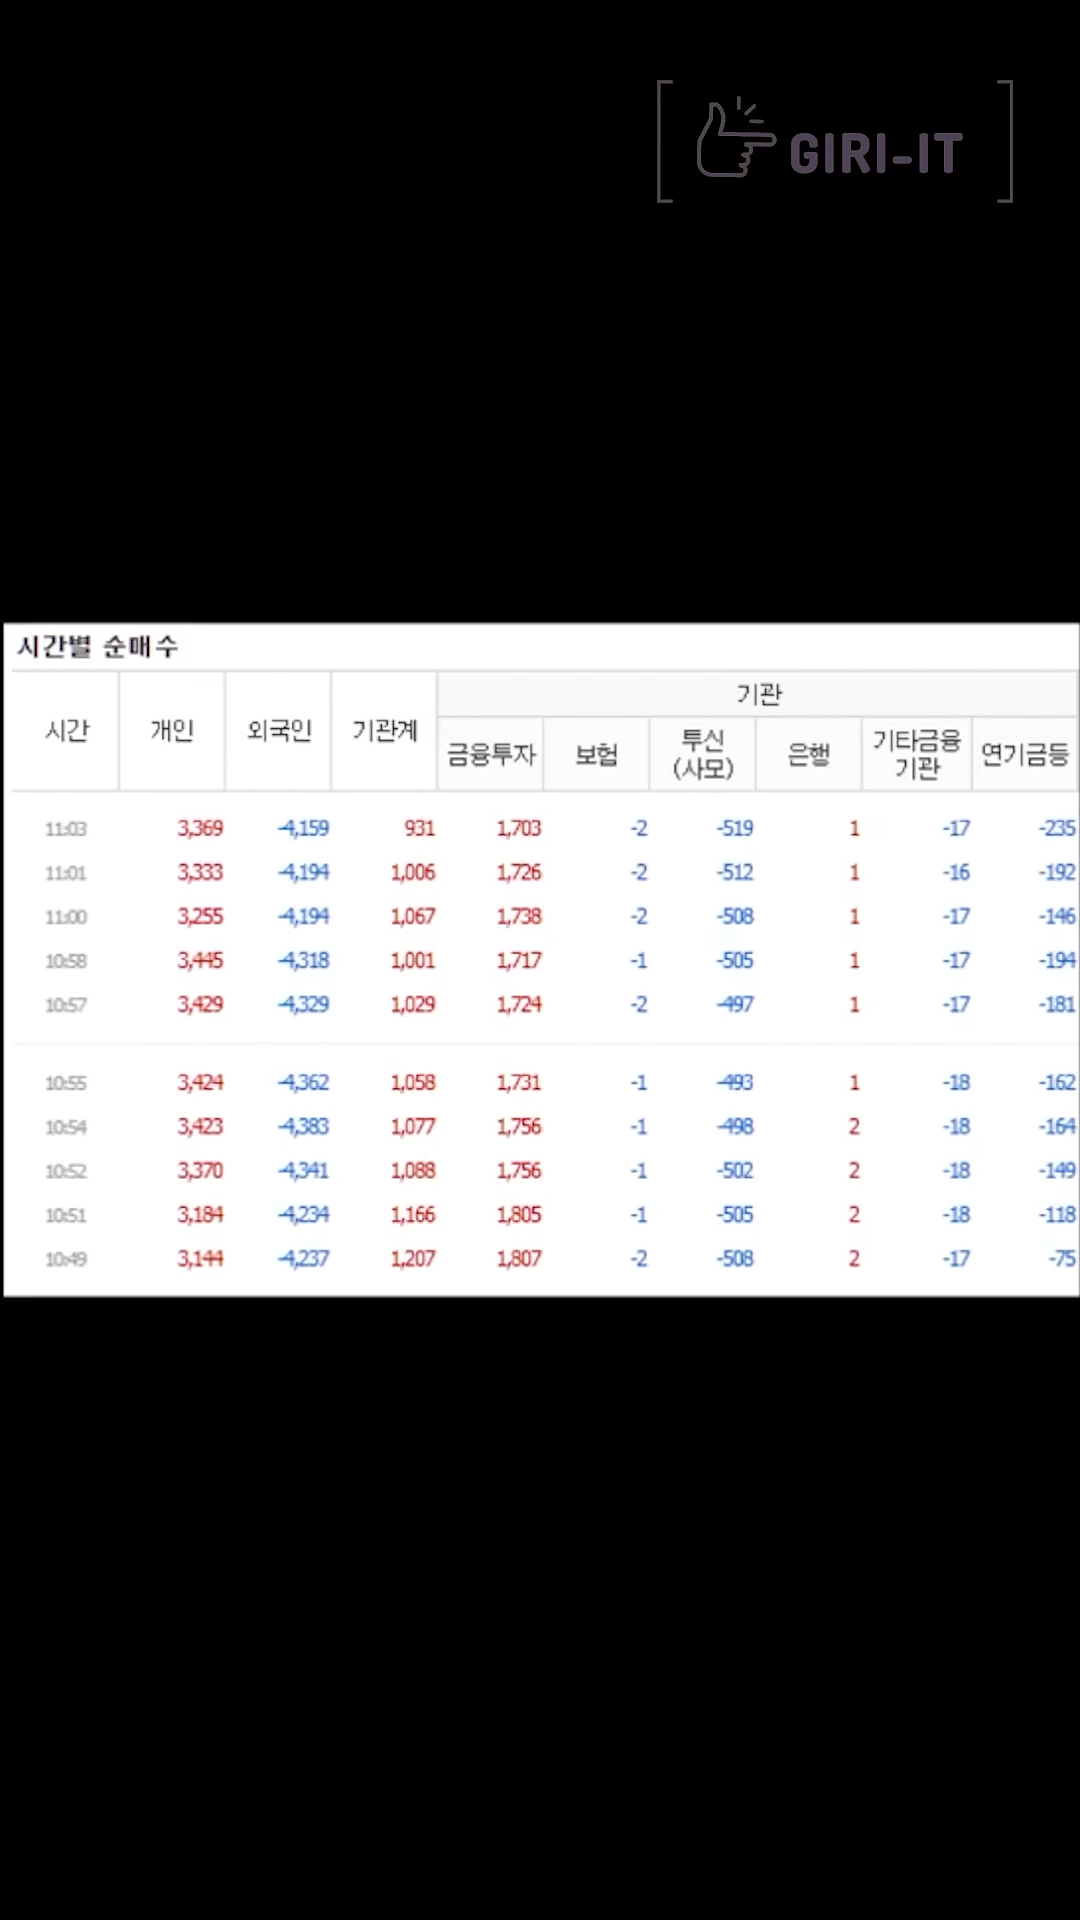 GIRI-IT
시간별 순매수
시간 개인 외국인 기관계 기관
금융투자 보험 투신(사모) 은행 기타금융기관 연기금등
11:03 3,369 -4,159 931 1,703 -2 -519 1 -17 -235
11:01 3,333 -4,194 1,006 1,726 -2 -512 1 -16 -192
11:00 3,255 -4,194 1,067 1,738 -2 -508 1 -17 -146
10:58 3,445 -4,318 1,001 1,717 -1 -505 1 -17 -194
10:57 3,429 -4,329 1,029 1,724 -2 -497 1 -17 -181
10:55 3,424 -4,362 1,058 1,731 -1 -493 1 -18 -162
10:54 3,423 -4,383 1,077 1,756 -1 -498 2 -18 -164
10:52 3,370 -4,341 1,088 1,756 -1 -502 2 -18 -149
10:51 3,184 -4,234 1,166 1,805 -1 -505 2 -18 -118
10:49 3,144 -4,237 1,207 1,807 -2 -508 2 -17 -75